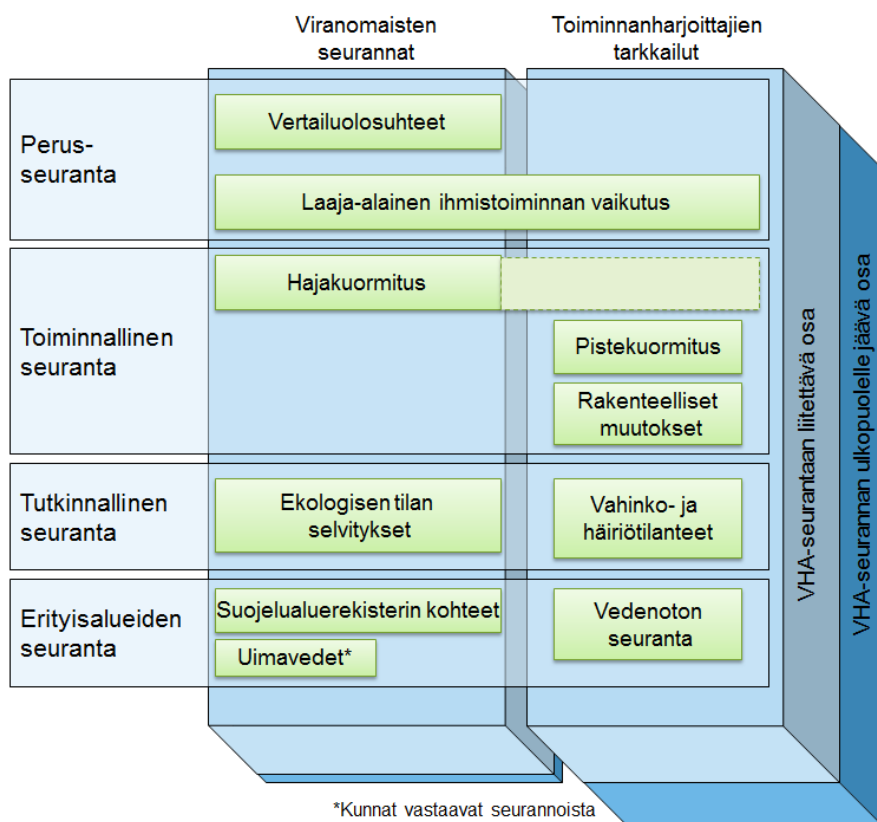 Viranomaisten
seurannat
Toiminnanharjoittajien
tarkkailut
Perus-
seuranta
Vertailuolosuhteet
Laaja-alainen ihmistoiminnan vaikutus
Toiminnallinen
seuranta
Hajakuormitus
Pistekuormitus
Rakenteelliset
muutokset
Tutkinnallinen
seuranta
Ekologisen tilan
selvitykset
Vahinko- ja
häiriötilanteet
Erityisalueiden
seuranta
Suojelualuerekisterin kohteet
Uimavedet*
Vedenoton
seuranta
VHA-seurantaan liitettävä osa
VHA-seurannan ulkopuolelle jäävä osa
*Kunnat vastaavat seurannoista